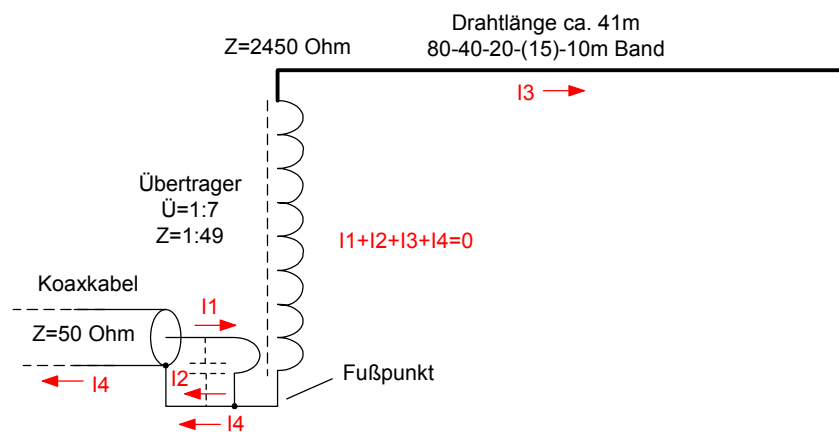 Drahtlänge ca. 41m
80-40-20-(15)-10m Band
Z=2450 Ohm
I3
Übertrager
Ü=1:7
Z=1:49
I1+I2+I3+I4=0
Koaxkabel
I1
Z=50 Ohm
I2
I4
Fußpunkt
I4